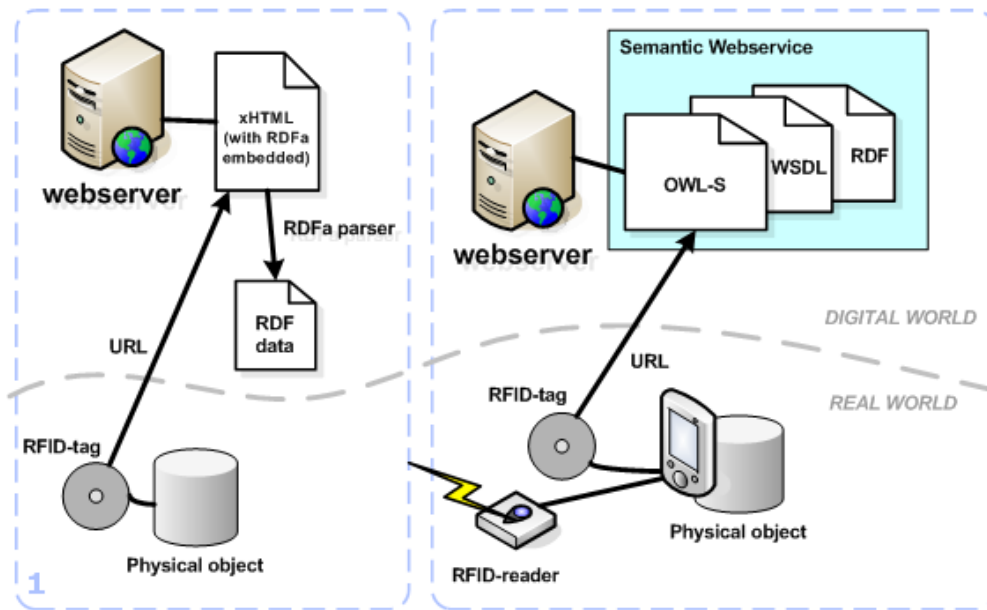 xHTML
(with RDFa
embedded)
webserver
RDFa parser
RDF
data
URL
RFID-tag
Physical object
1
Semantic Webservice
OWL-S
WSDL
RDF
webserver
DIGITAL WORLD
URL
REAL WORLD
RFID-tag
Physical object
RFID-reader